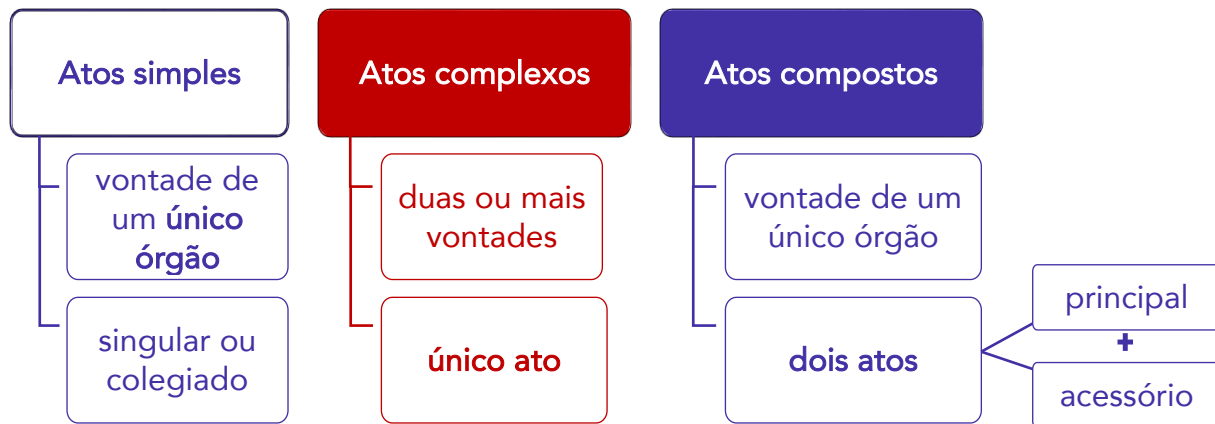 Atos simples
vontade de
um único
órgão
singular ou
colegiado
Atos complexos
duas ou mais
vontades
único ato
Atos compostos
vontade de um
único órgão
dois atos
principal
+
acessório